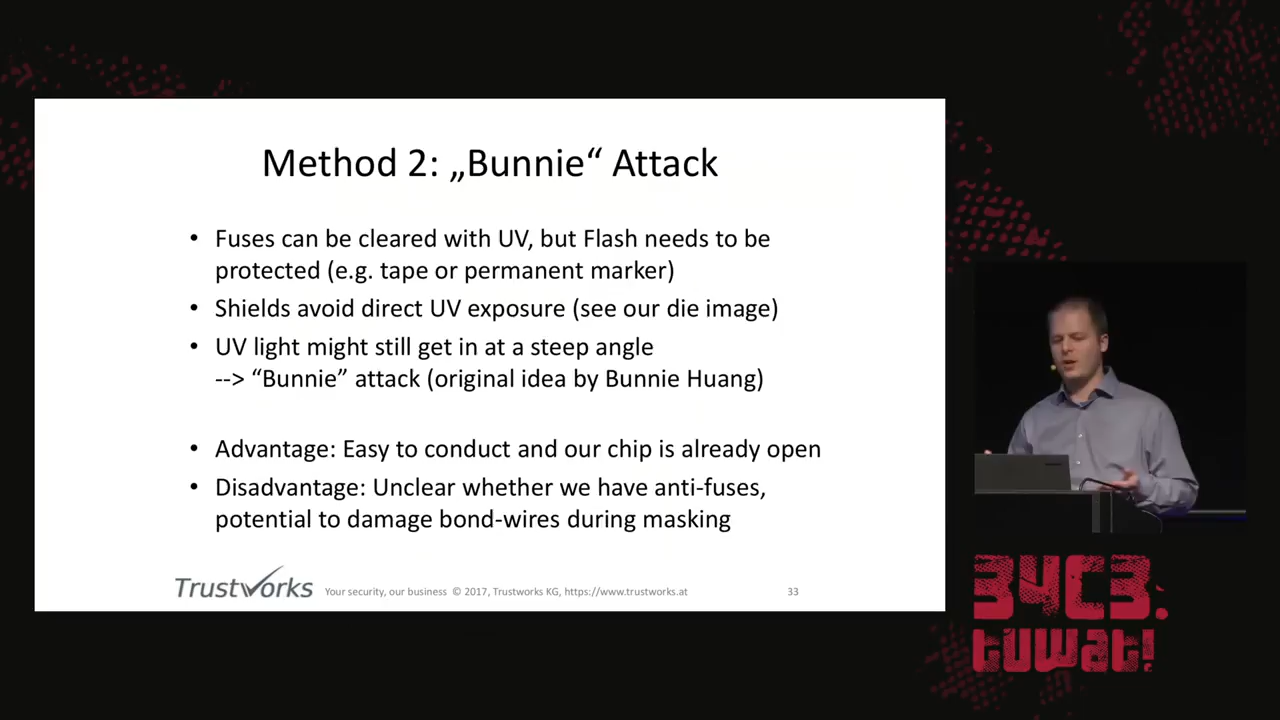 Method 2: „Bunnie“ Attack
• Fuses can be cleared with UV, but Flash needs to be
protected (e.g. tape or permanent marker)
• Shields avoid direct UV exposure (see our die image)
• UV light might still get in at a steep angle
--> “Bunnie” attack (original idea by Bunnie Huang)
• Advantage: Easy to conduct and our chip is already open
• Disadvantage: Unclear whether we have anti-fuses,
potential to damage bond-wires during masking
Trustworks Your security, our business © 2017, Trustworks KG, https://www.trustworks.at 33
34C3.
tuwat!